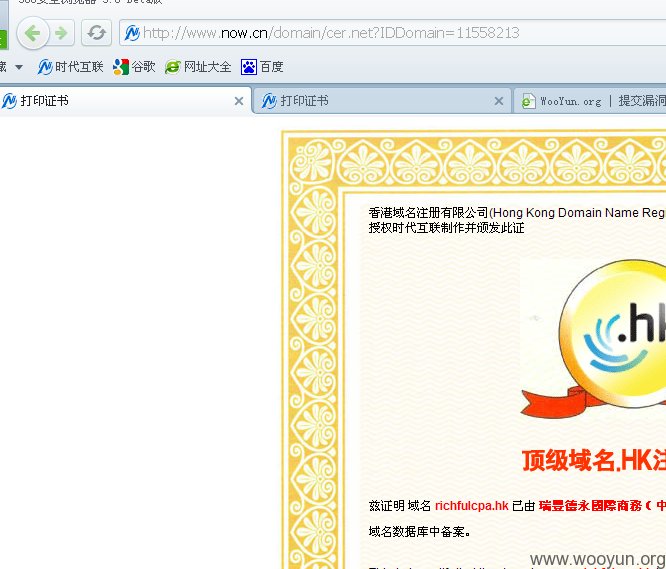 http://www.now.cn/domain/cer.net?IDDomain=11558213
藏 时代互联 谷歌 网址大全 百度
打印证书 打印证书 WooYun.org | 提交漏洞
香港域名注册有限公司(Hong Kong Domain Name Reg
授权时代互联制作并颁发此证
.hk
顶级域名.HK注
兹证明 域名 richfulcpa.hk 已由 瑞豐德永國際商務 ( 中
域名数据库中备案。
www.wooyun.org